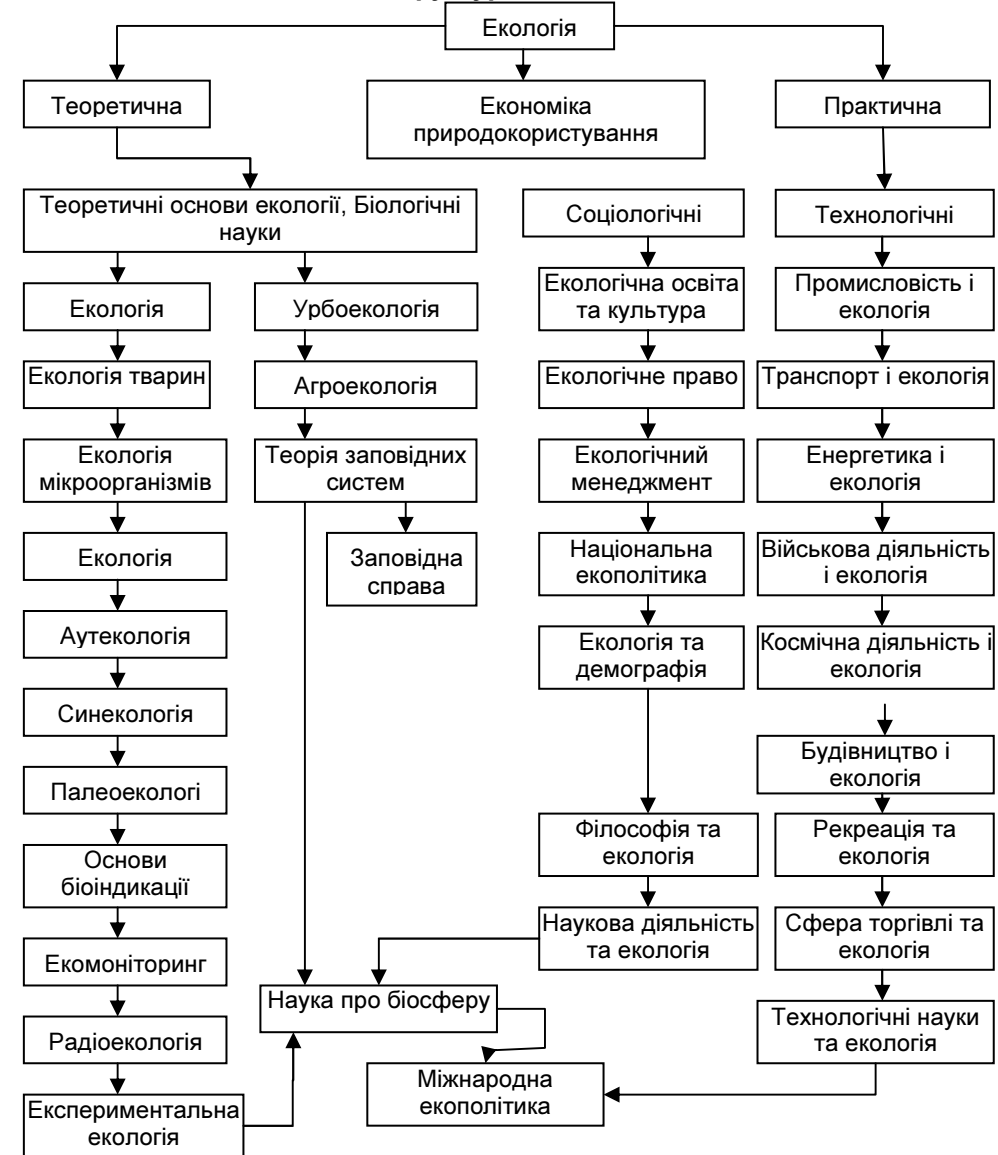 Екологія
Теоретична
Економіка
природокористування
Практична
Теоретичні основи екології, Біологічні
науки
Соціологічні
Технологічні
Екологія
Урбоекологія
Екологічна освіта
та культура
Промисловість і
екологія
Екологія тварин
Агроекологія
Екологічне право
Транспорт і екологія
Екологія
мікроорганізмів
Теорія заповідних
систем
Екологічний
менеджмент
Енергетика і
екологія
Екологія
Заповідна
справа
Національна
екополітика
Військова діяльність
і екологія
Аутекологія
Екологія та
демографія
Космічна діяльність і
екологія
Синекологія
Будівництво і
екологія
Палеоекологі
Філософія та
екологія
Рекреація та
екологія
Основи
біоіндикації
Наукова діяльність
та екологія
Сфера торгівлі та
екологія
Екомоніторинг
Наука про біосферу
Технологічні науки
та екологія
Радіоекологія
Міжнародна
екополітика
Експериментальна
екологія